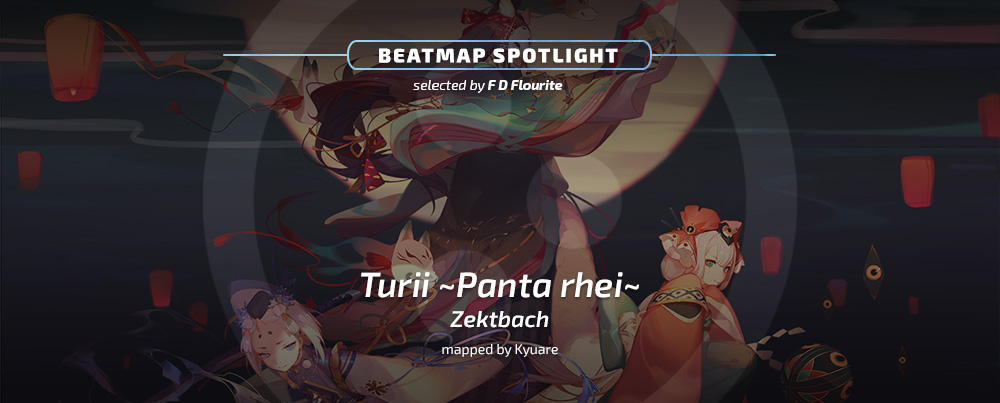 BEATMAP SPOTLIGHT
selected by F D Flourite
Turii ~Panta rhei~
Zektbach
mapped by Kyuare